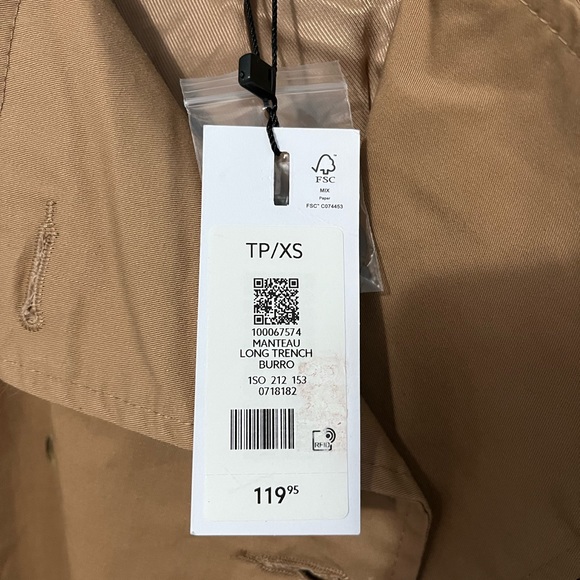 FSC
MIX
Paper
FSC® C074453
TP/XS
100067574
MANTEAU
LONG TRENCH
BURRO
1SO 212 153
0718182
RFID
119⁹⁵